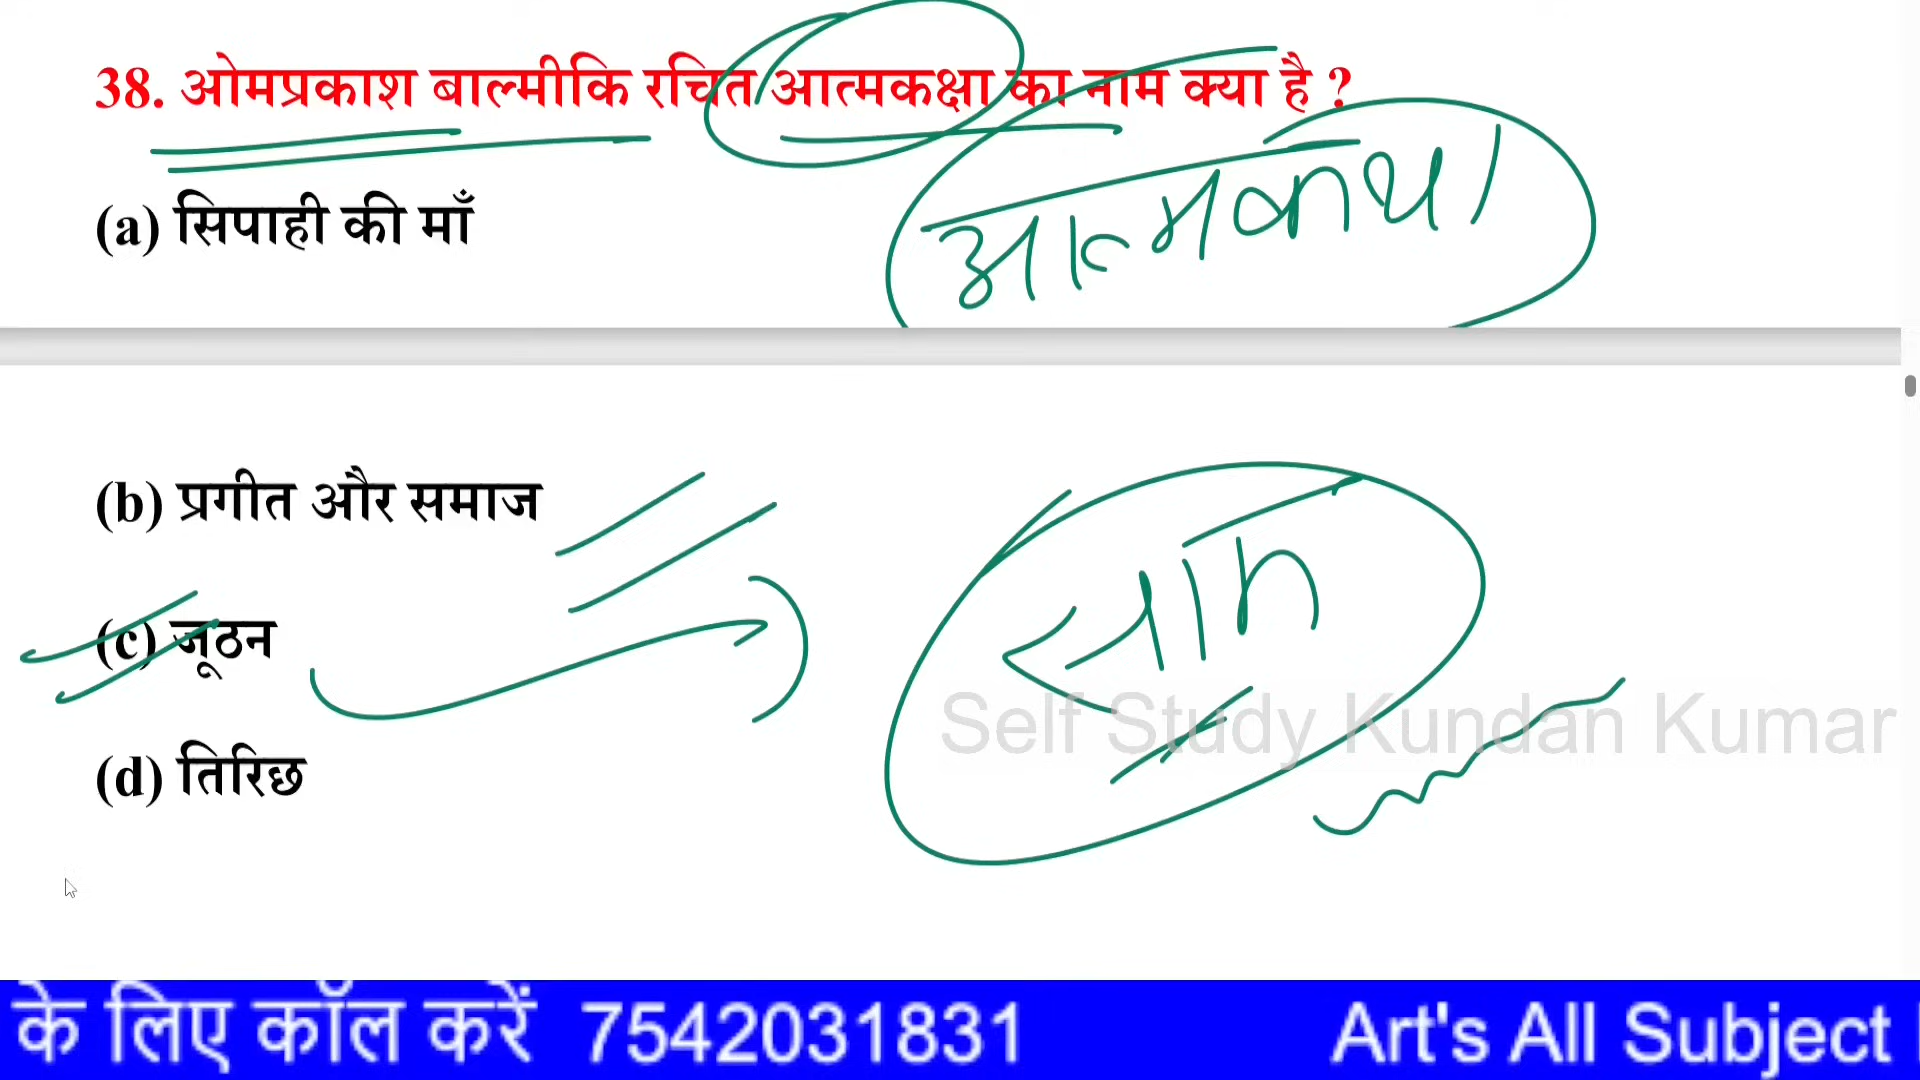 38. ओमप्रकाश बाल्मीकि रचित आत्मकक्षा का नाम क्या है ?
आत्मकथा
(a) सिपाही की माँ
(b) प्रगीत और समाज
(c) जूठन
Self Study Kundan Kumar
(d) तिरिछ
के लिए कॉल करें 7542031831 Art's All Subject